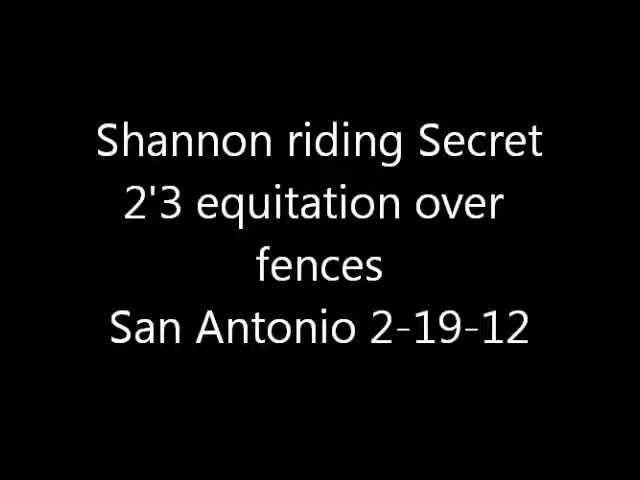 Shannon riding Secret
2'3 equitation over
fences
San Antonio 2-19-12